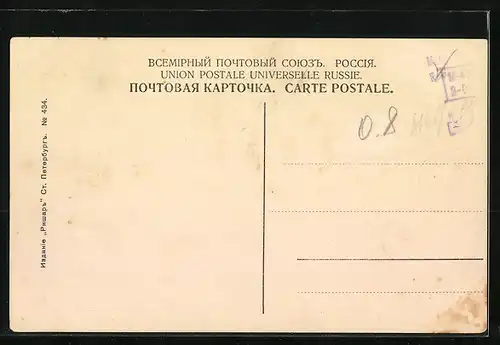 ВСЕМІРНЫЙ ПОЧТОВЫЙ СОЮЗЪ. РОССІЯ.
UNION POSTALE UNIVERSELLE RUSSIE.
ПОЧТОВАЯ КАРТОЧКА. CARTE POSTALE.
0.8
Изданіе „Ришаръ" Ст. Петербургъ. № 434.